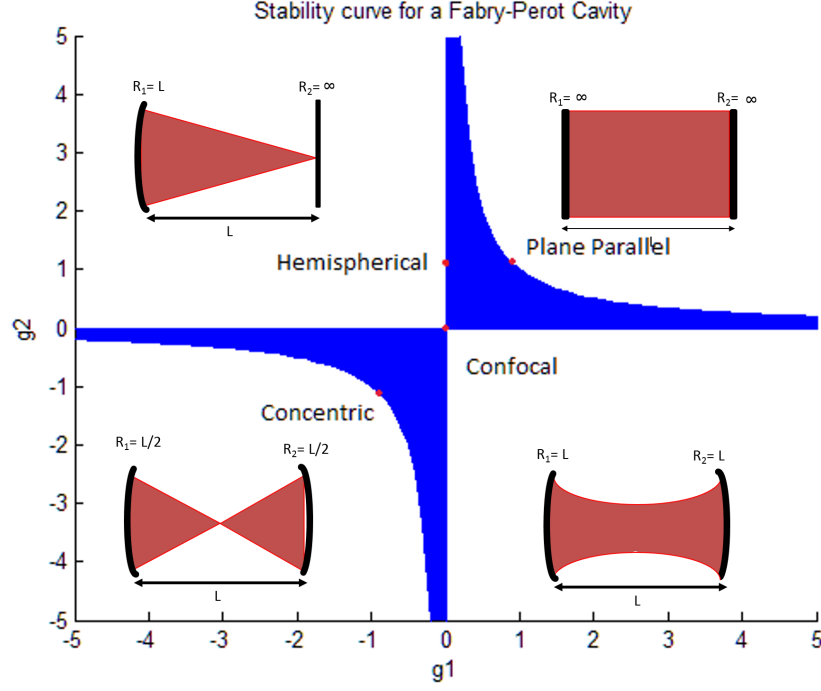 Stability curve for a Fabry-Perot Cavity
5
4
3
2
1
0
-1
-2
-3
-4
-5
g2
R1= L
R2= ∞
L
R1= ∞
R2= ∞
L
Plane Parallel
Hemispherical
Confocal
Concentric
R1= L/2
R2= L/2
L
R1= L
R2= L
L
-5 -4 -3 -2 -1 0 1 2 3 4 5
g1